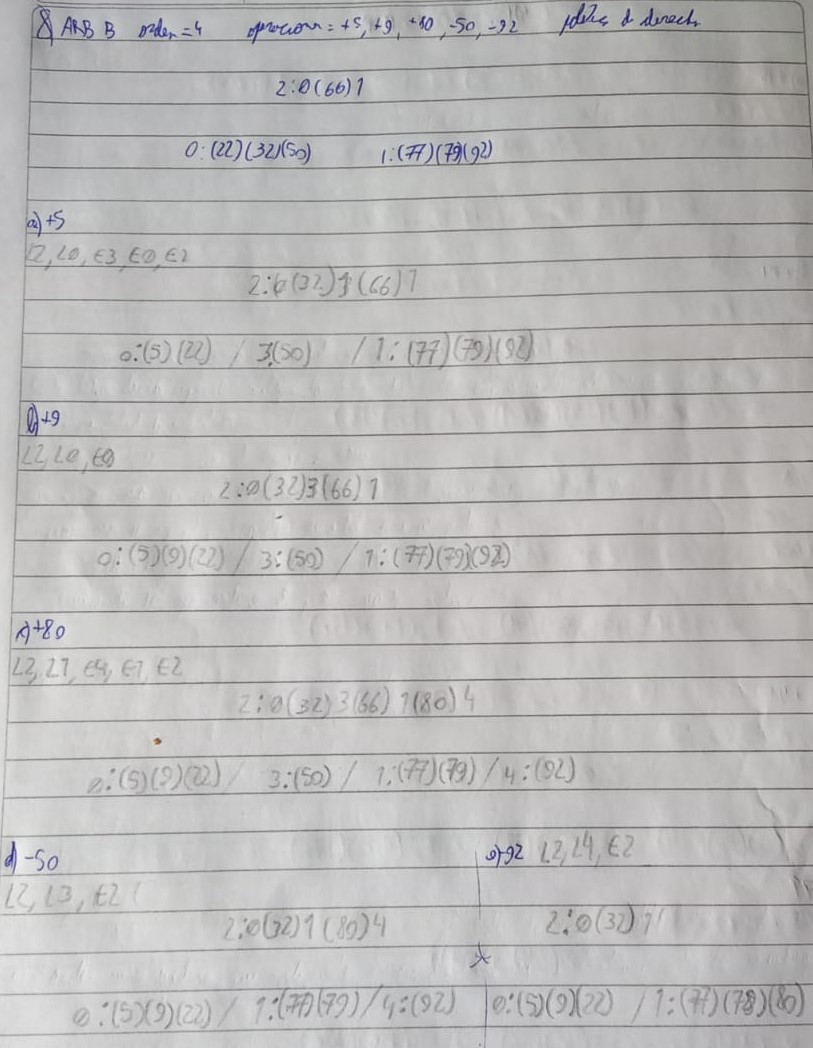 8) ARB B orden=4 operaciones=+5, +9, +80, -50, -92 política de derecha
2:0(66)1
0:(22)(32)(50) 1:(77)(79)(92)
a)+5
L2, L0, E3, E0, E2
2:0(32)3(66)1
0:(5)(22) / 3:(50) / 1:(77)(79)(92)
b)+9
L2, L0, E0
2:0(32)3(66)1
0:(5)(9)(22) / 3:(50) / 1:(77)(79)(92)
c)+80
L2, L1, E4, E1, E2
2:0(32)3(66)1(80)4
0:(5)(9)(22) / 3:(50) / 1:(77)(79) / 4:(92)
d)-50
L2, L3, E2
2:0(32)1(80)4
0:(5)(9)(22) / 1:(77)(79) / 4:(92)
e)-92 L2, L4, E2
2:0(32)1
0:(5)(9)(22) / 1:(77)(79)(80)